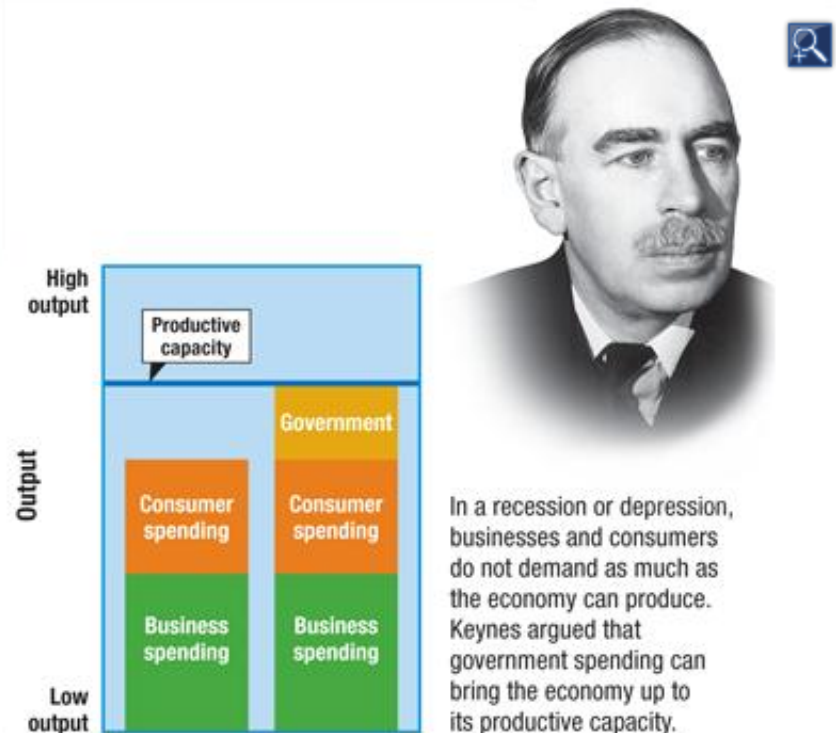 High
output
Productive
capacity
Government
Output
Consumer
spending
Consumer
spending
Business
spending
Business
spending
Low
output
In a recession or depression,
businesses and consumers
do not demand as much as
the economy can produce.
Keynes argued that
government spending can
bring the economy up to
its productive capacity.